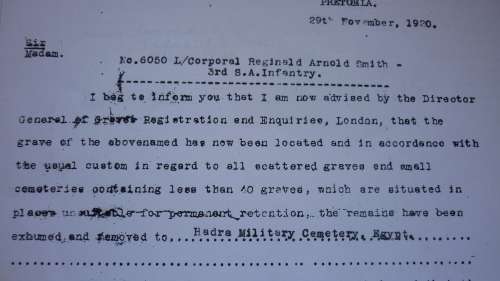 PRETORIA.
29th November, 1920.
Sir
Madam.
No.6050 L/Corporal Reginald Arnold Smith -
3rd S.A.Infantry.
I beg to inform you that I am now advised by the Director
General of Graves Registration and Enquiries, London, that the
grave of the abovenamed has now been located and in accordance with
the usual custom in regard to all scattered graves and small
cemeteries containing less than 40 graves, which are situated in
places unsuitable for permanent retention, the remains have been
exhumed and removed to....Hadra Military Cemetery, Egypt.